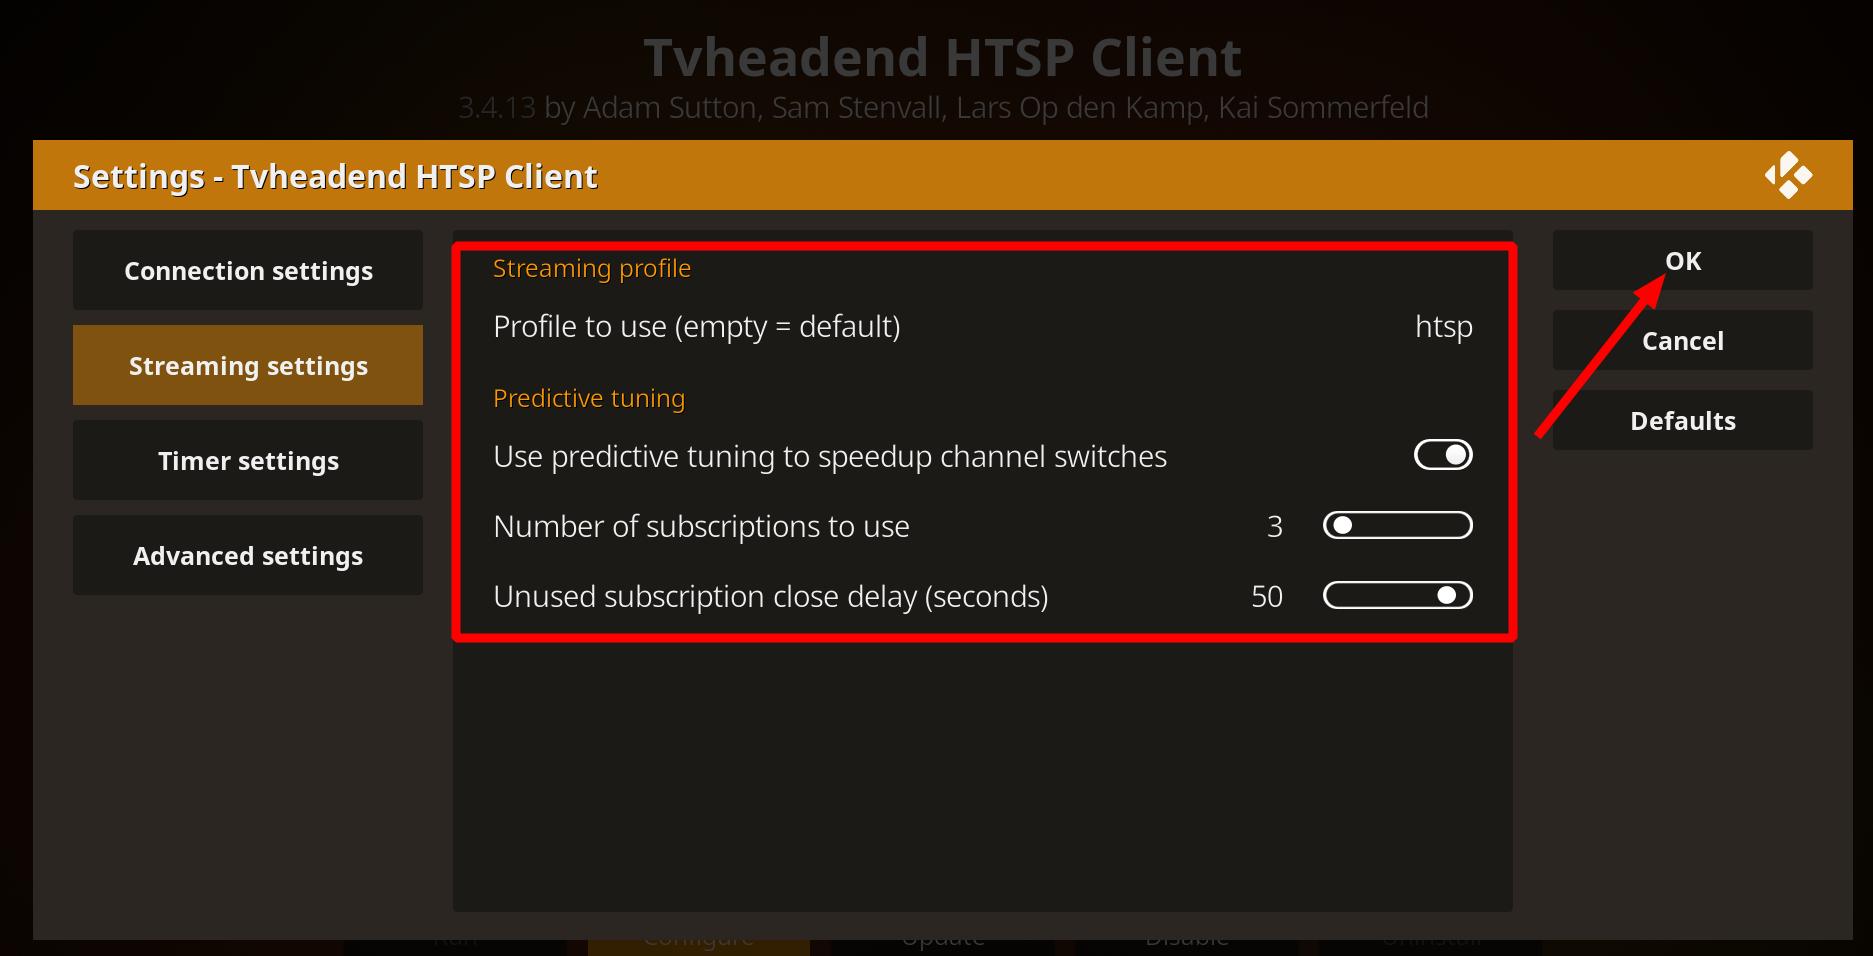 Tvheadend HTSP Client
3.4.13 by Adam Sutton, Sam Stenvall, Lars Op den Kamp, Kai Sommerfeld
Settings - Tvheadend HTSP Client
Connection settings
Streaming settings
Timer settings
Advanced settings
Streaming profile
Profile to use (empty = default) htsp
Predictive tuning
Use predictive tuning to speedup channel switches
Number of subscriptions to use 3
Unused subscription close delay (seconds) 50
OK
Cancel
Defaults
Run Configure Update Disable Uninstall